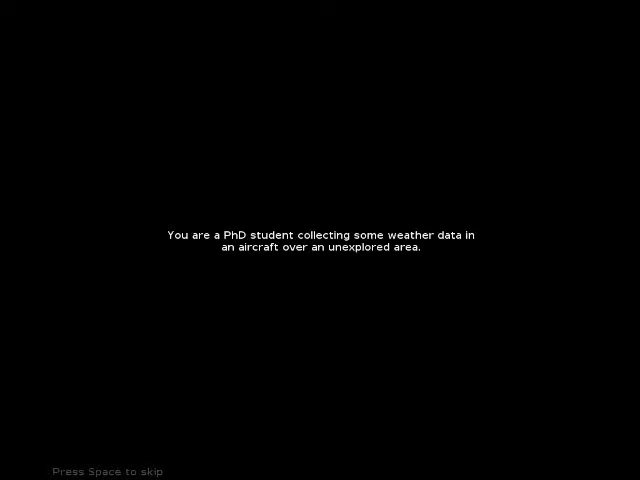 You are a PhD student collecting some weather data in
an aircraft over an unexplored area.
Press Space to skip